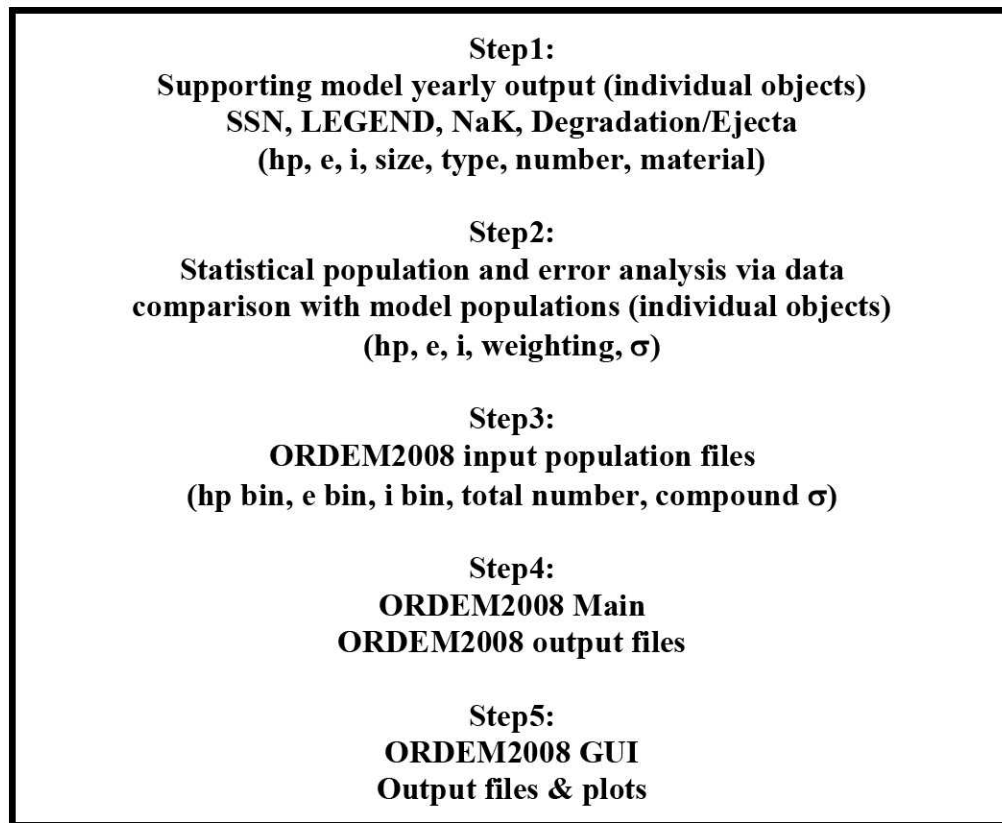 Step1:
Supporting model yearly output (individual objects)
SSN, LEGEND, NaK, Degradation/Ejecta
(hp, e, i, size, type, number, material)
Step2:
Statistical population and error analysis via data
comparison with model populations (individual objects)
(hp, e, i, weighting, σ)
Step3:
ORDEM2008 input population files
(hp bin, e bin, i bin, total number, compound σ)
Step4:
ORDEM2008 Main
ORDEM2008 output files
Step5:
ORDEM2008 GUI
Output files & plots